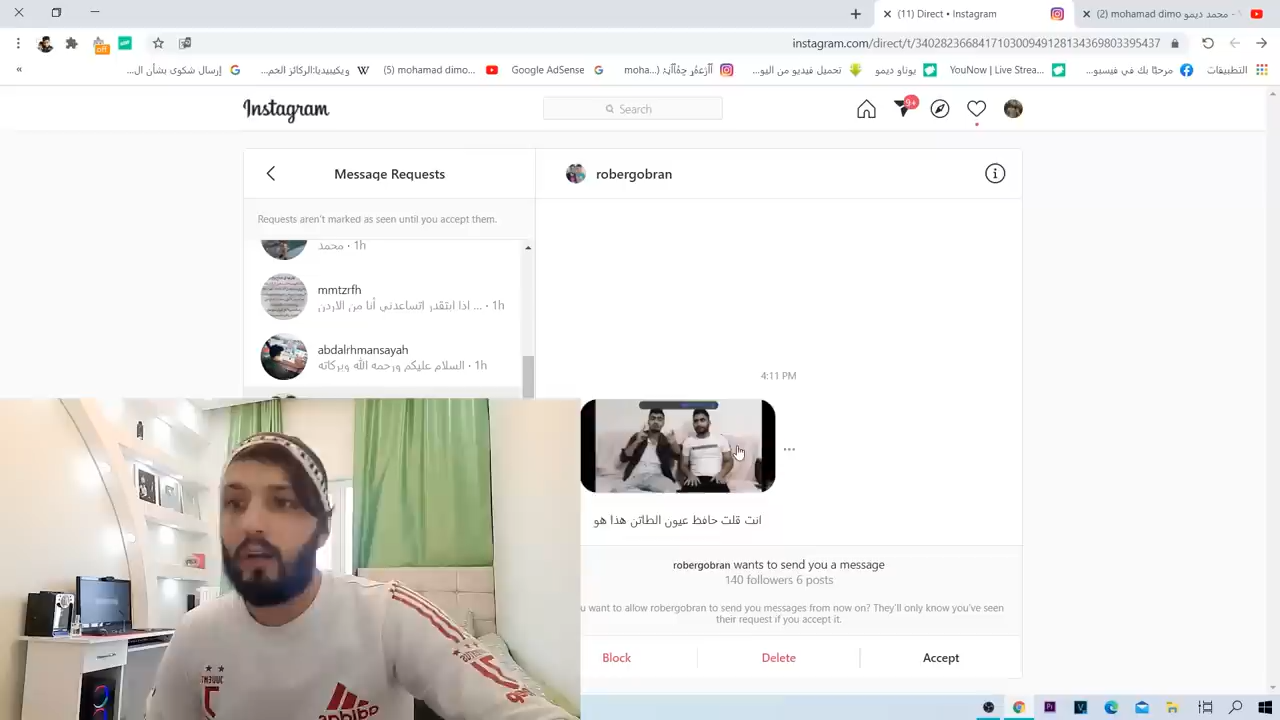 (11) Direct • Instagram
(2) mohamad dimo محمد ديمو -
instagram.com/direct/t/340282366841710300949128134369803395437
off
إرسال شكوى بشأن ال...
ويكيبيديا:الركائز الخم...
(5) mohamad dimo...
Google AdSense
تحميل فيديو من اليو...
يوناو ديمو
YouNow | Live Strea...
مرحبًا بك في فيسبو...
التطبيقات
Instagram
Search
9+
Message Requests
robergobran
Requests aren't marked as seen until you accept them.
محمد • 1h
mmtzrfh
اذا ابتقدر اتساعدني أنا من الاردن ... • 1h
abdalrhmansayah
السلام عليكم ورحمه الله وبركاته • 1h
4:11 PM
انت قلت حافظ عيون الطاتن هذا هو
robergobran wants to send you a message
140 followers 6 posts
u want to allow robergobran to send you messages from now on? They'll only know you've seen
their request if you accept it.
Block
Delete
Accept
adidas